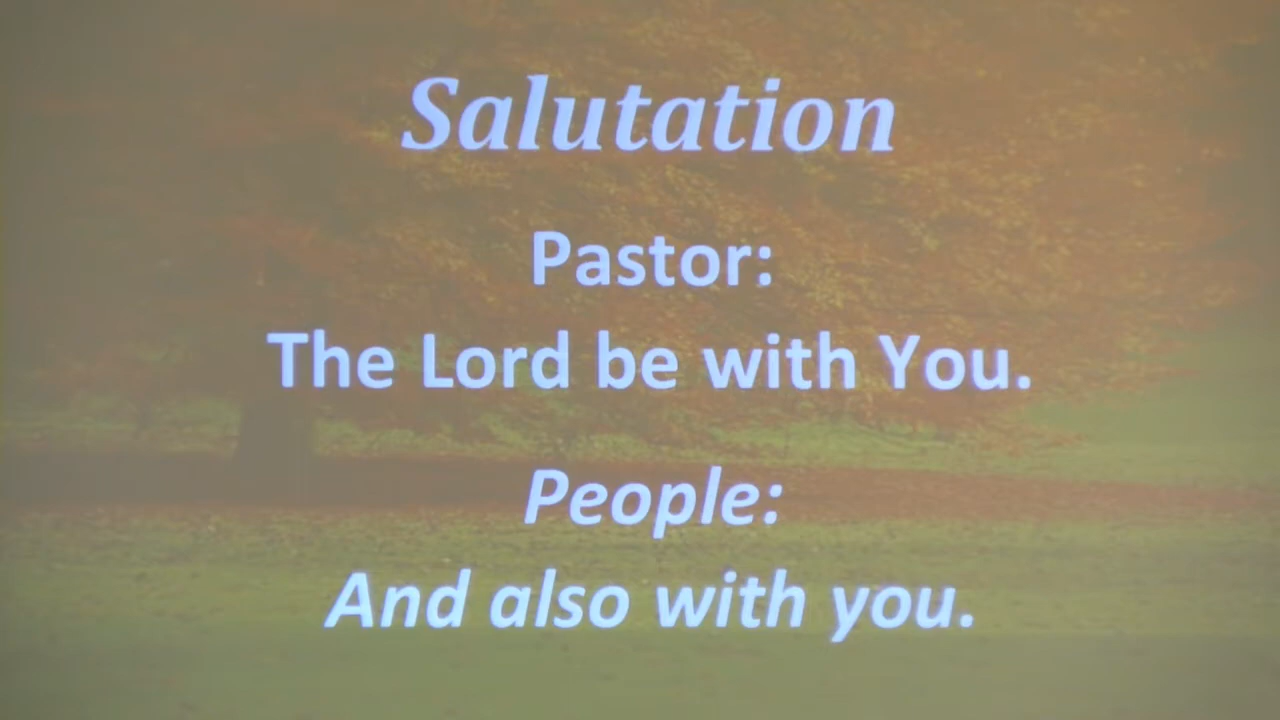 Salutation
Pastor:
The Lord be with You.
People:
And also with you.